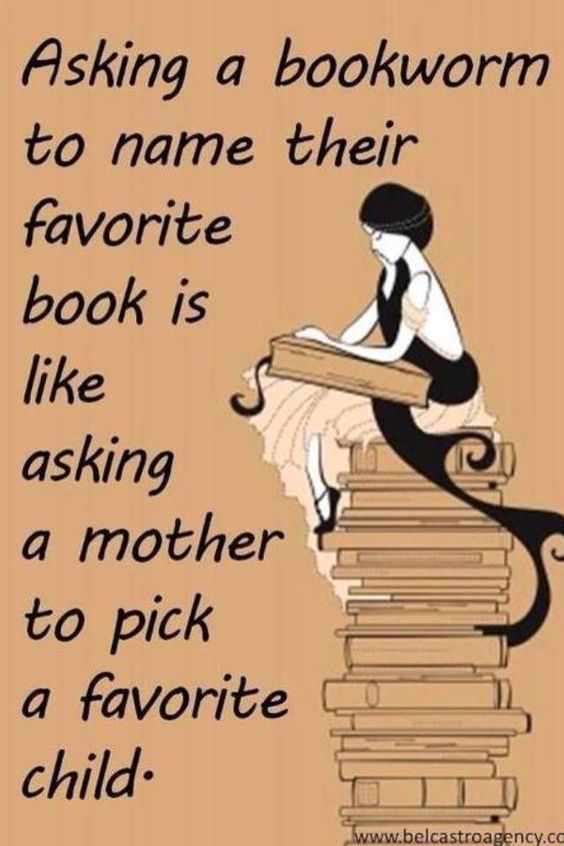 Asking a bookworm
to name their
favorite
book is
like
asking
a mother
to pick
a favorite
child.
www.belcastroagency.co